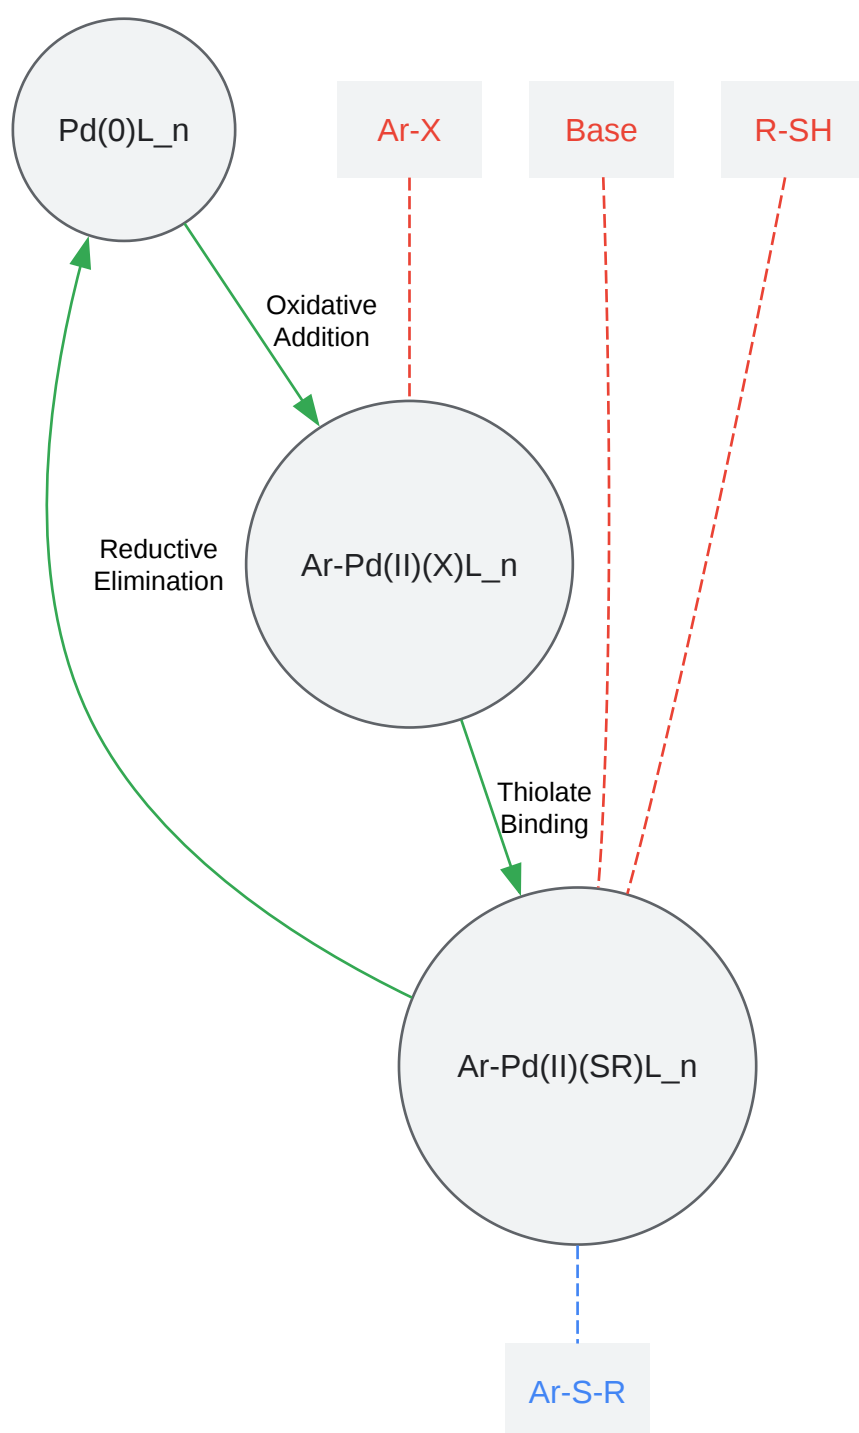 Pd(0)L_n
Ar-X
Base
R-SH
Oxidative
Addition
Reductive
Elimination
Ar-Pd(II)(X)L_n
Thiolate
Binding
Ar-Pd(II)(SR)L_n
Ar-S-R